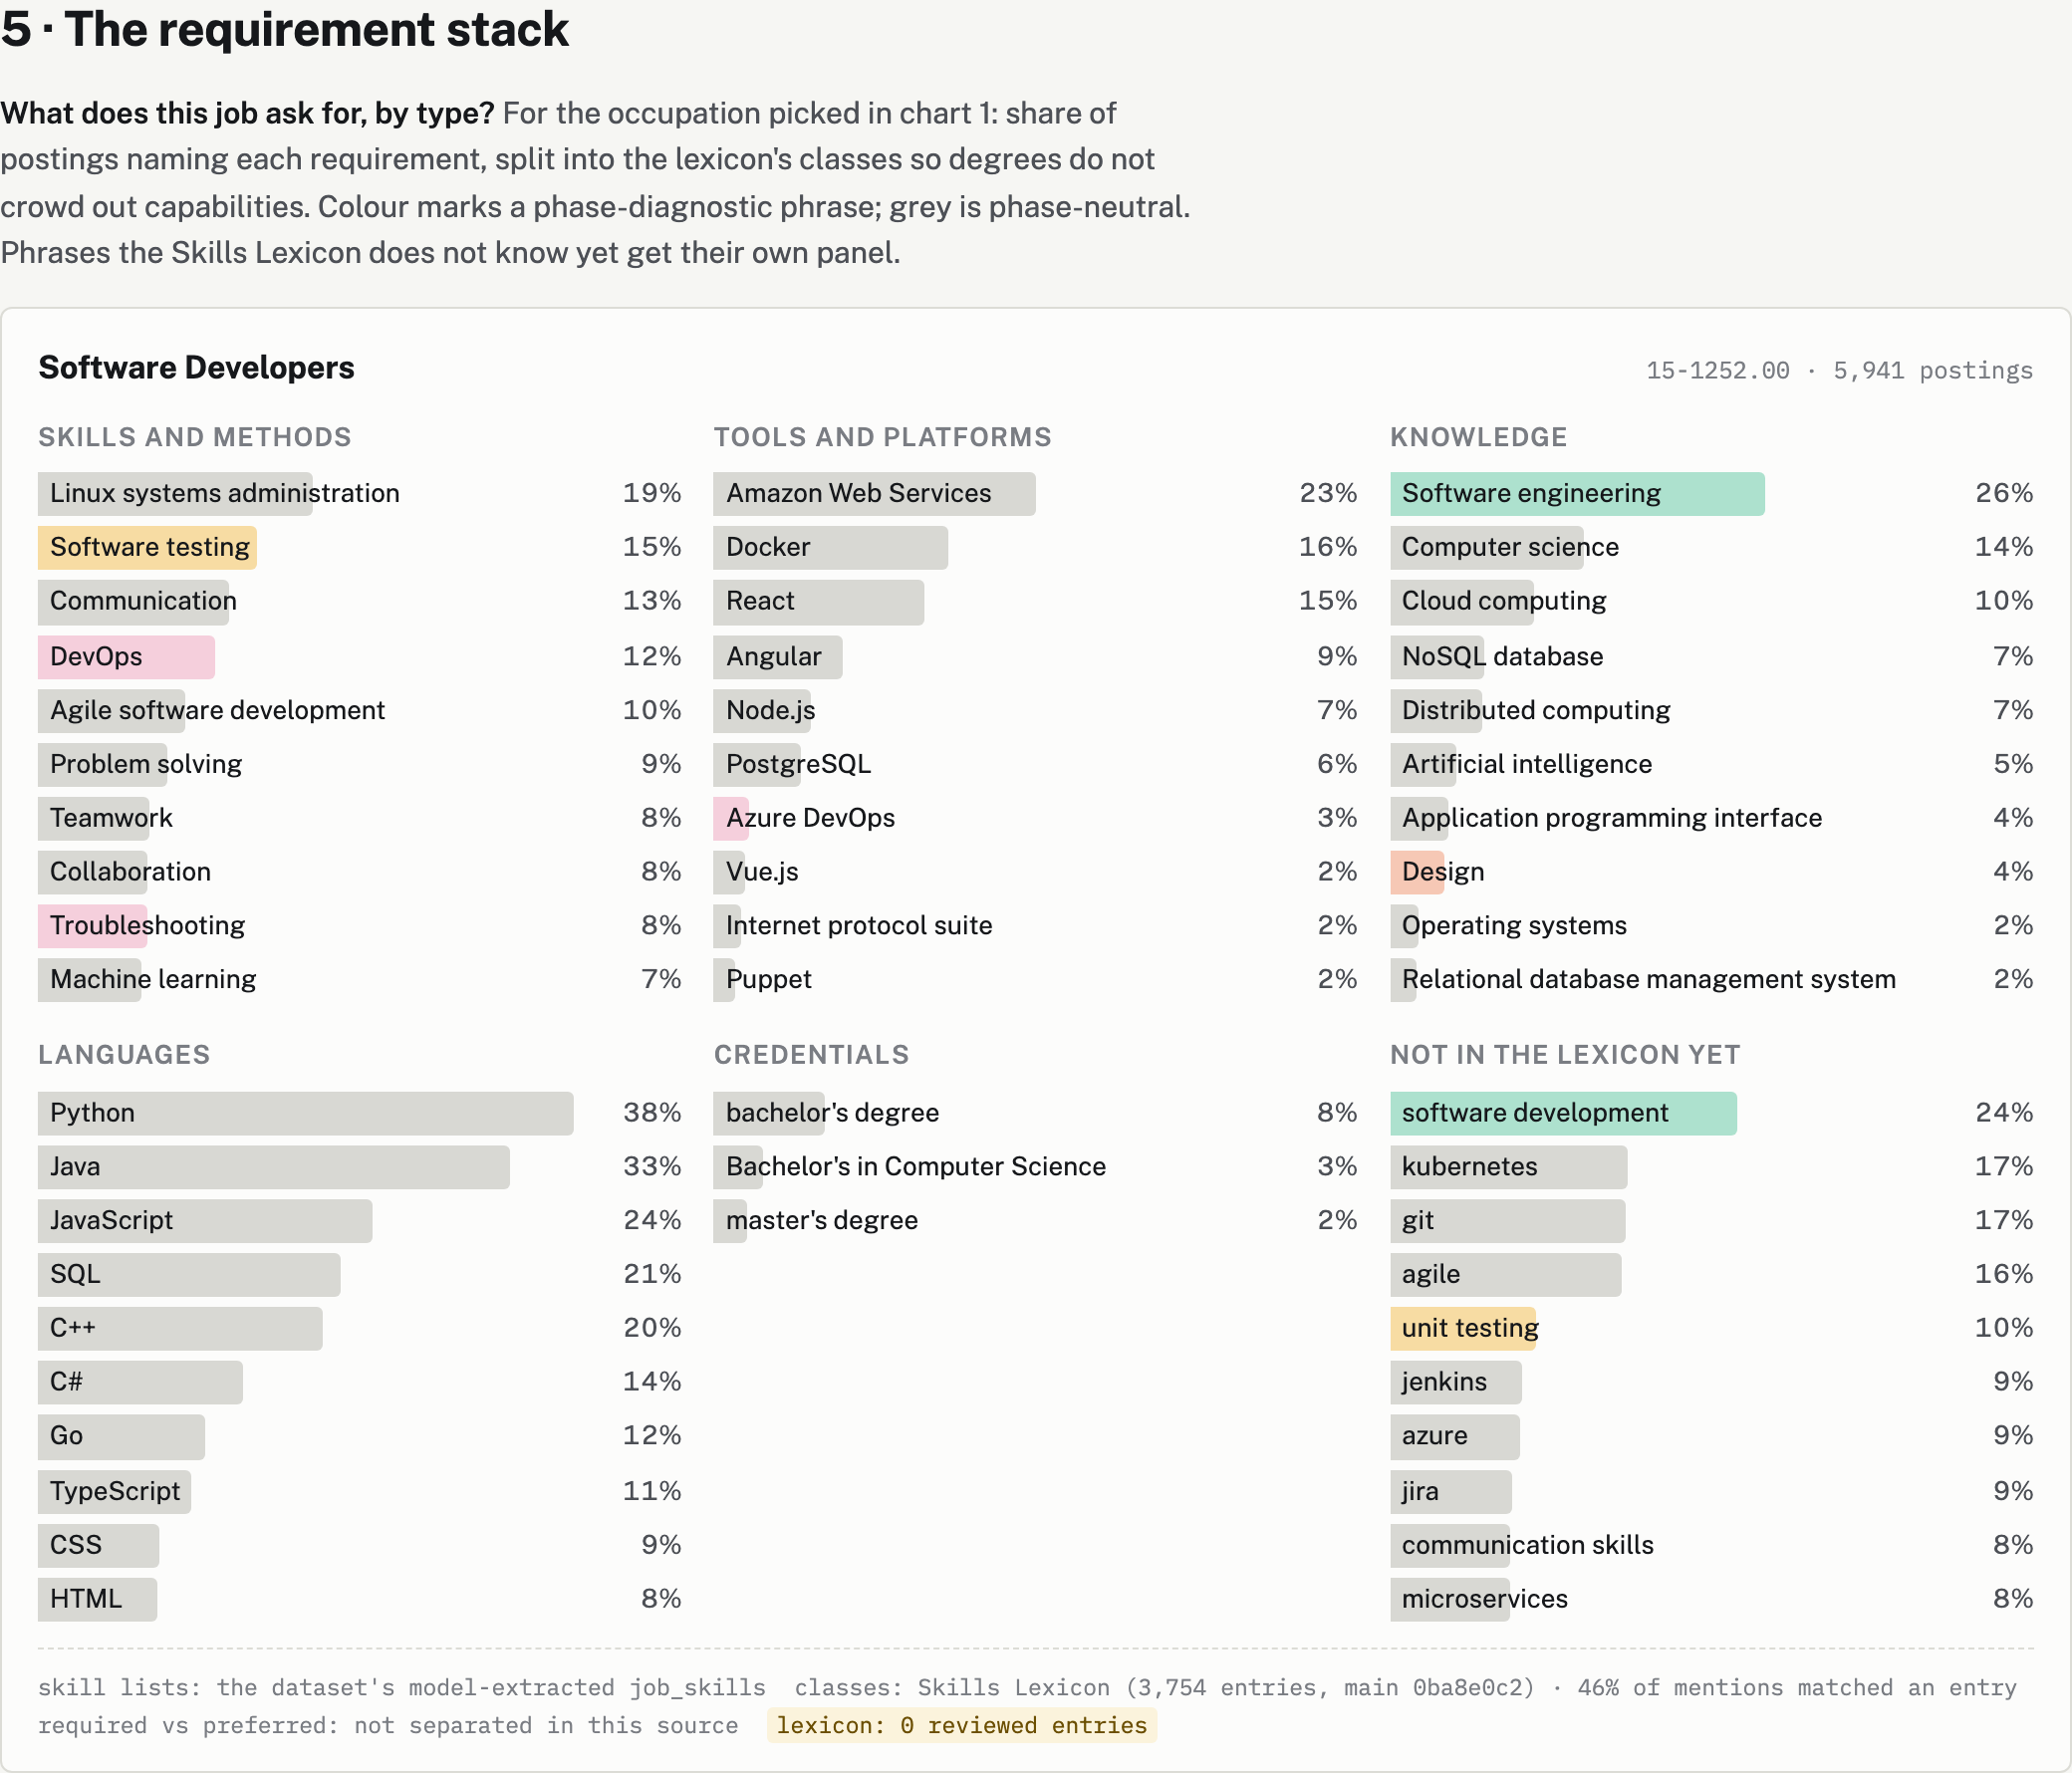 5 · The requirement stack
What does this job ask for, by type? For the occupation picked in chart 1: share of
postings naming each requirement, split into the lexicon's classes so degrees do not
crowd out capabilities. Colour marks a phase-diagnostic phrase; grey is phase-neutral.
Phrases the Skills Lexicon does not know yet get their own panel.
Software Developers
15-1252.00 · 5,941 postings
SKILLS AND METHODS
Linux systems administration 19%
Software testing 15%
Communication 13%
DevOps 12%
Agile software development 10%
Problem solving 9%
Teamwork 8%
Collaboration 8%
Troubleshooting 8%
Machine learning 7%
TOOLS AND PLATFORMS
Amazon Web Services 23%
Docker 16%
React 15%
Angular 9%
Node.js 7%
PostgreSQL 6%
Azure DevOps 3%
Vue.js 2%
Internet protocol suite 2%
Puppet 2%
KNOWLEDGE
Software engineering 26%
Computer science 14%
Cloud computing 10%
NoSQL database 7%
Distributed computing 7%
Artificial intelligence 5%
Application programming interface 4%
Design 4%
Operating systems 2%
Relational database management system 2%
LANGUAGES
Python 38%
Java 33%
JavaScript 24%
SQL 21%
C++ 20%
C# 14%
Go 12%
TypeScript 11%
CSS 9%
HTML 8%
CREDENTIALS
bachelor's degree 8%
Bachelor's in Computer Science 3%
master's degree 2%
NOT IN THE LEXICON YET
software development 24%
kubernetes 17%
git 17%
agile 16%
unit testing 10%
jenkins 9%
azure 9%
jira 9%
communication skills 8%
microservices 8%
skill lists: the dataset's model-extracted job_skills classes: Skills Lexicon (3,754 entries, main 0ba8e0c2) · 46% of mentions matched an entry
required vs preferred: not separated in this source lexicon: 0 reviewed entries